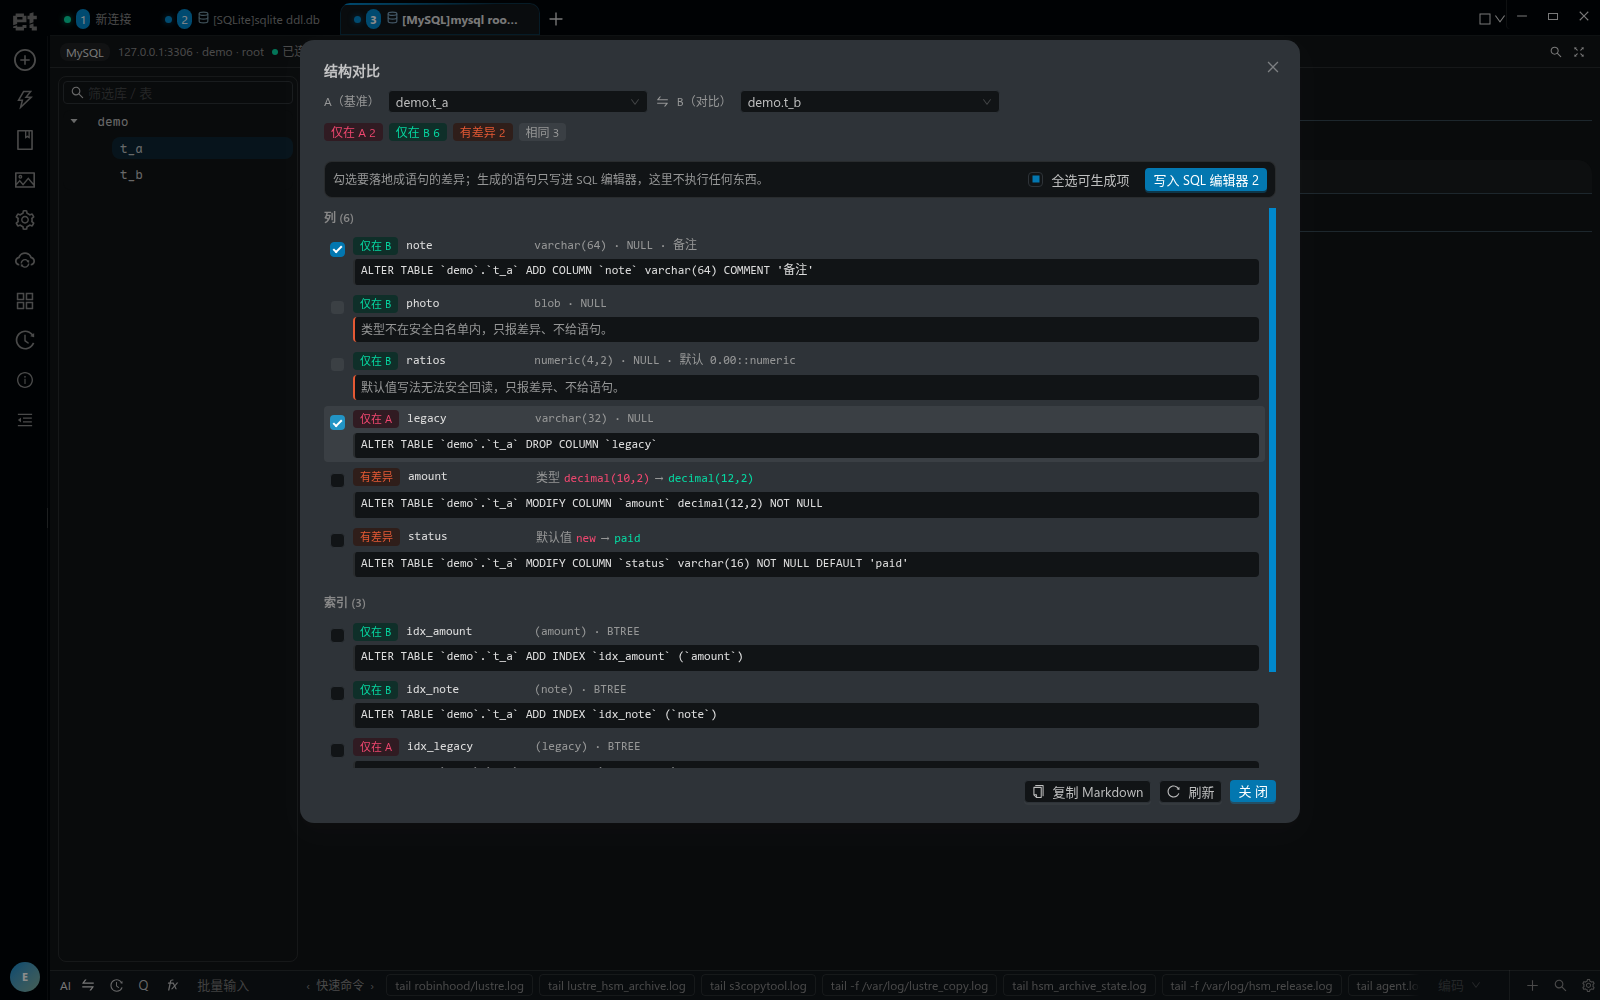 et
1 新连接
2 [SQLite]sqlite ddl.db
3 [MySQL]mysql roo...
MySQL 127.0.0.1:3306 · demo · root 已连
筛选库 / 表
demo
t_a
t_b
结构对比
A（基准） demo.t_a B（对比） demo.t_b
仅在 A 2 仅在 B 6 有差异 2 相同 3
勾选要落地成语句的差异；生成的语句只写进 SQL 编辑器，这里不执行任何东西。 全选可生成项 写入 SQL 编辑器 2
列 (6)
仅在 B note varchar(64) · NULL · 备注
ALTER TABLE `demo`.`t_a` ADD COLUMN `note` varchar(64) COMMENT '备注'
仅在 B photo blob · NULL
类型不在安全白名单内，只报差异、不给语句。
仅在 B ratios numeric(4,2) · NULL · 默认 0.00::numeric
默认值写法无法安全回读，只报差异、不给语句。
仅在 A legacy varchar(32) · NULL
ALTER TABLE `demo`.`t_a` DROP COLUMN `legacy`
有差异 amount 类型 decimal(10,2) → decimal(12,2)
ALTER TABLE `demo`.`t_a` MODIFY COLUMN `amount` decimal(12,2) NOT NULL
有差异 status 默认值 new → paid
ALTER TABLE `demo`.`t_a` MODIFY COLUMN `status` varchar(16) NOT NULL DEFAULT 'paid'
索引 (3)
仅在 B idx_amount (amount) · BTREE
ALTER TABLE `demo`.`t_a` ADD INDEX `idx_amount` (`amount`)
仅在 B idx_note (note) · BTREE
ALTER TABLE `demo`.`t_a` ADD INDEX `idx_note` (`note`)
仅在 A idx_legacy (legacy) · BTREE
复制 Markdown 刷新 关 闭
E
AI Q fx 批量输入 ‹ 快速命令 › tail robinhood/lustre.log tail lustre_hsm_archive.log tail s3copytool.log tail -f /var/log/lustre_copy.log tail hsm_archive_state.log tail -f /var/log/hsm_release.log tail agent.lo 编码